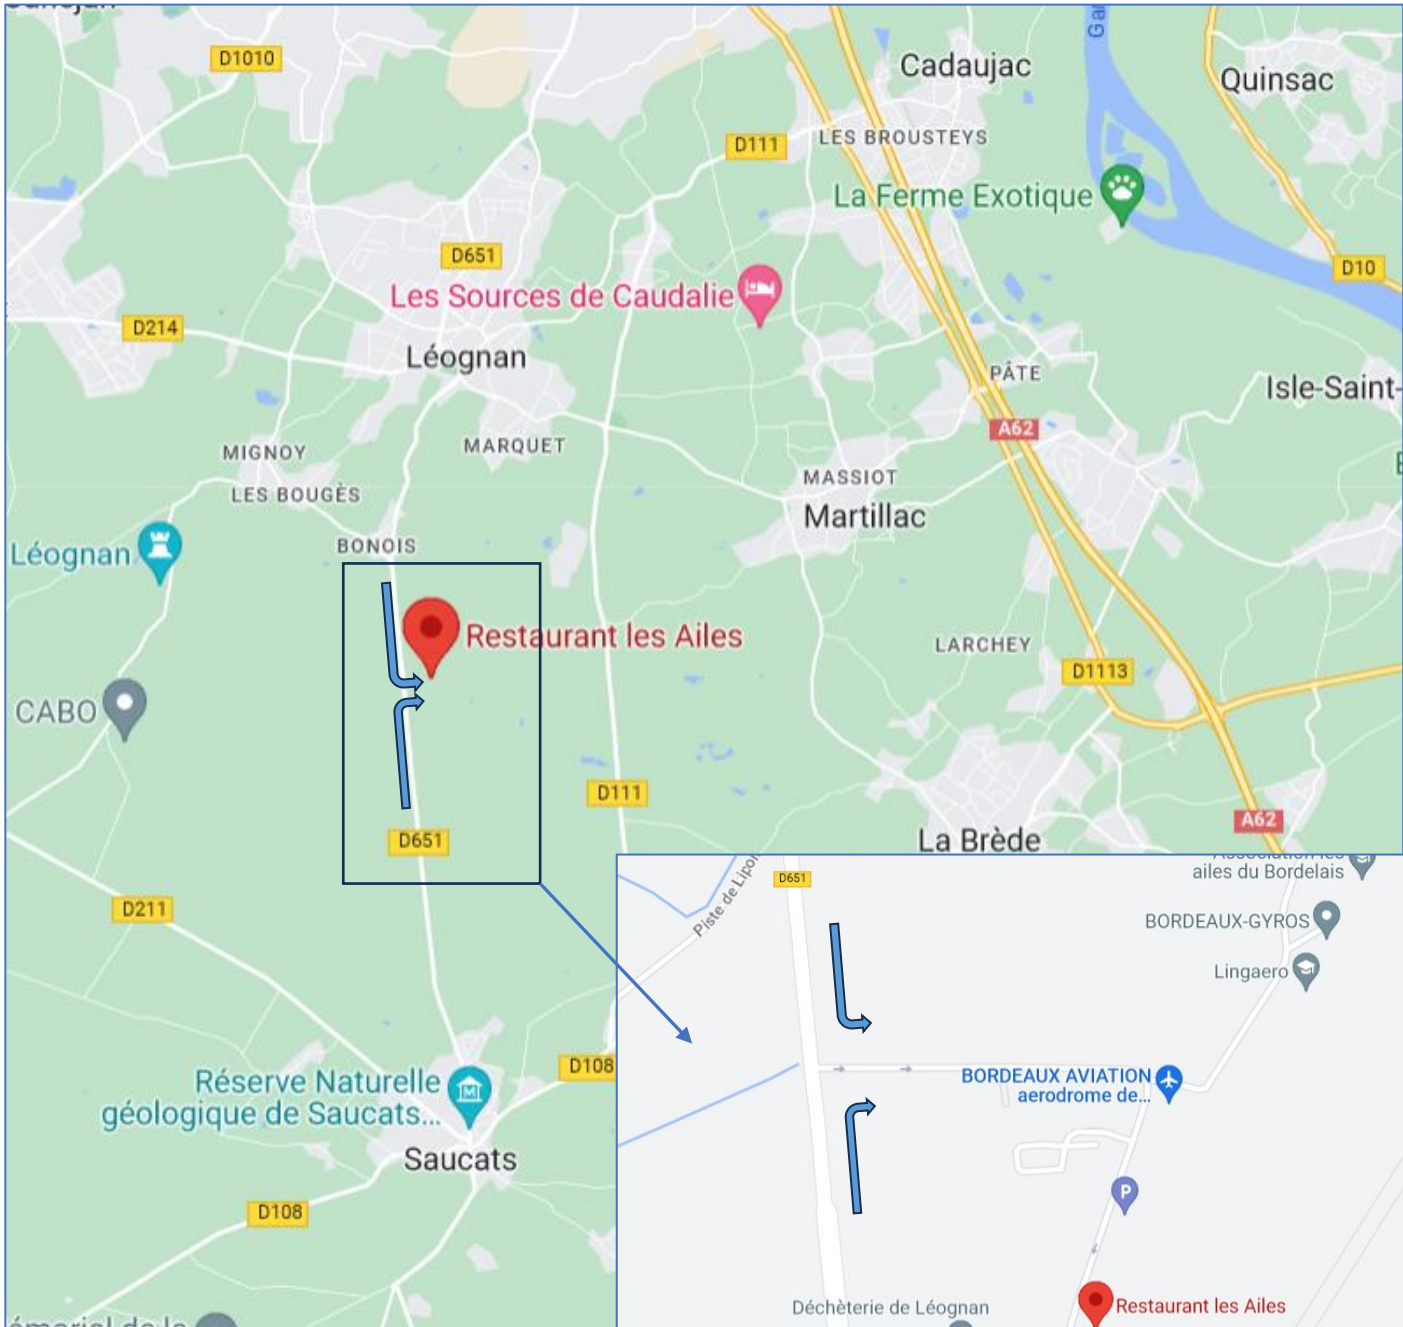 D1010
Cadaujac
Quinsac
D111
LES BROUSTEYS
La Ferme Exotique
D651
D10
Les Sources de Caudalie
D214
Léognan
PÂTE
Isle-Saint-
A62
MIGNOY
MARQUET
LES BOUGÈS
MASSIOT
Martillac
BONOIS
Léognan
Restaurant les Ailes
LARCHEY
D1113
CABO
D111
A62
D651
La Brède
D211
D108
Réserve Naturelle
géologique de Saucats...
Saucats
D108
D651
Piste de
ailes du Bordelais
BORDEAUX-GYROS
Lingaero
BORDEAUX AVIATION
aerodrome de...
P
Déchèterie de Léognan
Restaurant les Ailes